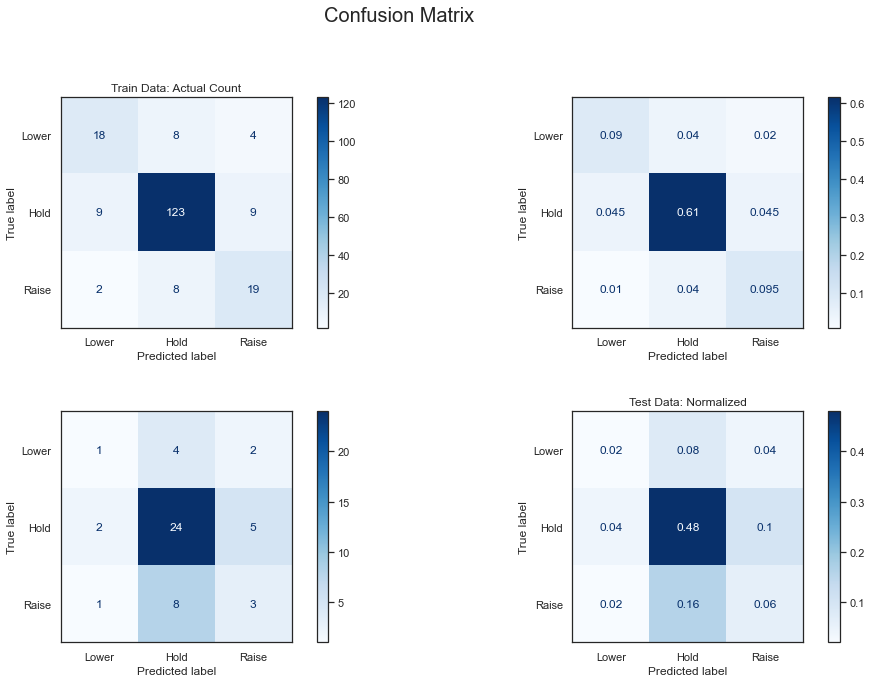 Confusion Matrix
Train Data: Actual Count
True label
Lower
Hold
Raise
18 8 4
9 123 9
2 8 19
Lower Hold Raise
Predicted label
120
100
80
60
40
20
True label
Lower
Hold
Raise
0.09 0.04 0.02
0.045 0.61 0.045
0.01 0.04 0.095
Lower Hold Raise
Predicted label
0.6
0.5
0.4
0.3
0.2
0.1
True label
Lower
Hold
Raise
1 4 2
2 24 5
1 8 3
Lower Hold Raise
Predicted label
20
15
10
5
Test Data: Normalized
True label
Lower
Hold
Raise
0.02 0.08 0.04
0.04 0.48 0.1
0.02 0.16 0.06
Lower Hold Raise
Predicted label
0.4
0.3
0.2
0.1